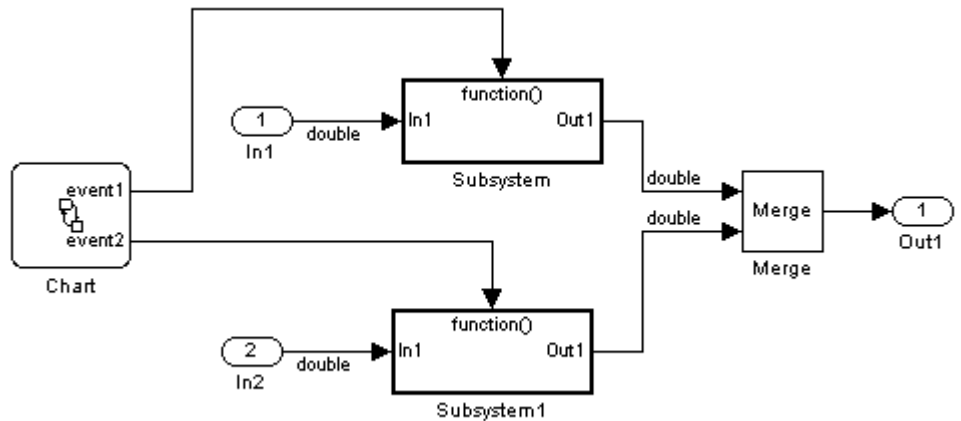 function()
1
In1
Out1
double
In1
Subsystem
event1
event2
Chart
double
double
Merge
Merge
1
Out1
function()
2
In1
Out1
double
In2
Subsystem1